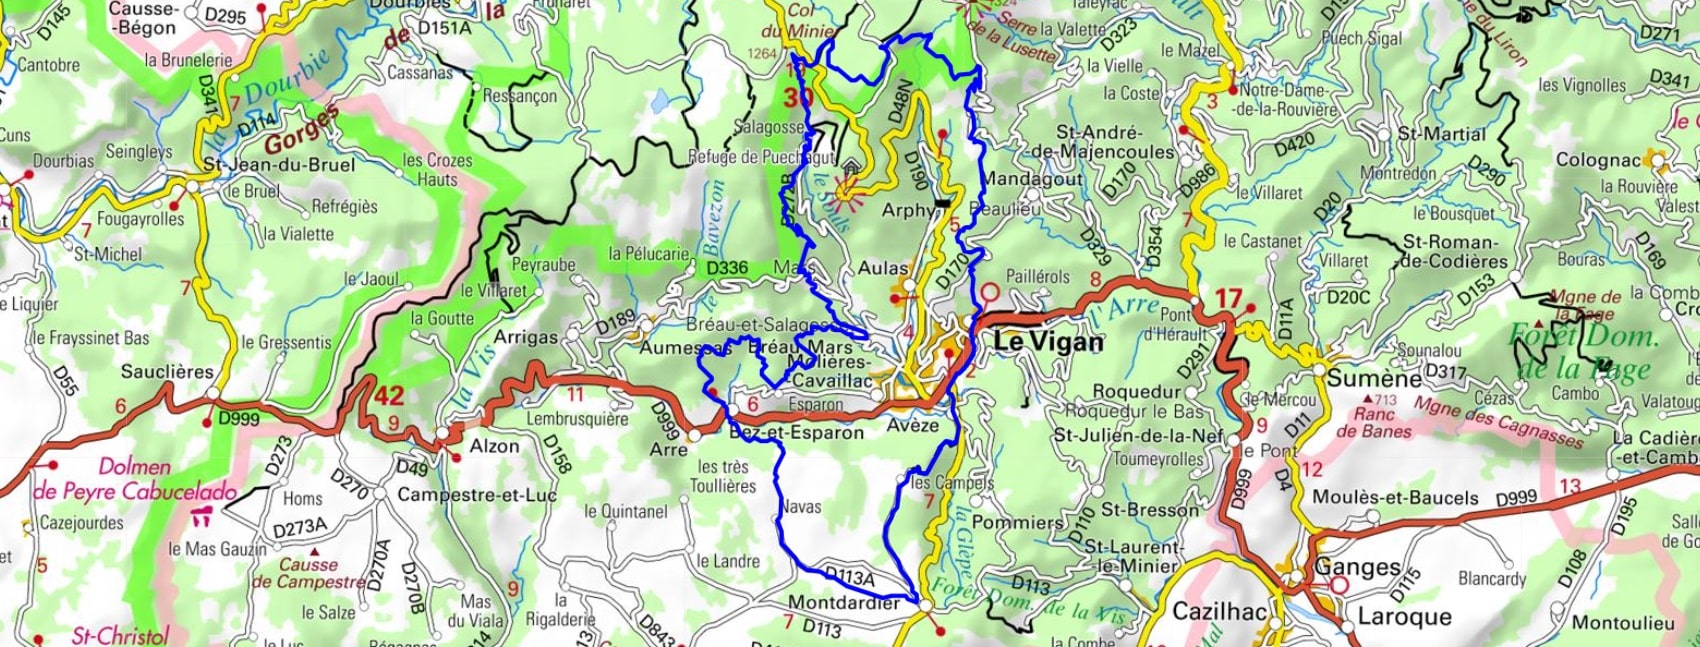 D145
Causse-
-Bégon
D295
Dourbies
D151A
la
de
Cantobre
la Brunelerie
D341
7
la Dourbie
Cassanas
Ressançon
D114
Gorges
Cuns
Dourbias
Seingleys
St-Jean-du-Bruel
le Bruel
les Crozes
Hauts
Fougayrolles
Refrégiès
la Vialette
7
St-Michel
7
le Jaoul
le Liquier
le Frayssinet Bas
le Gressentis
la Goutte
le Villaret
Peyraube
Sauclières
D55
6
D999
42
9
la Vis
Arrigas
D189
Aumessas
11
Lembrusquière
D999
Alzon
Arre
D49
D158
D273
D270
Dolmen
de Peyre Cabucelado
Homs
Campestre-et-Luc
D273A
Cazejourdes
le Mas Gauzin
Causse
de Campestre
D270A
D270B
5
le Salze
Mas
du Viala
9
la
Rigalderie
St-Christol
D843
le Quintanel
les très
Toullières
le Landre
Navas
D113A
Montdardier
7
D113
Col
du Minier
1264
30
Salagosse
Refuge de Puechagut
le Souls
D48N
D190
Arphy
5
Beaulieu
Mandagout
la Pélucarie
le Bavezon
D336
Mars
Aulas
D170
4
Bréau-et-Salagosse
Bréau-Mars
Molières-
-Cavaillac
6
Esparon
Bez-et-Esparon
Avèze
2
les Campels
7
la Glèpe
Pommiers
Forêt Dom. de la Vis
D113
D110
Serre
de la Lusette
la Valette
D323
la Vielle
la Coste
le Mazel
3
Notre-Dame-
-de-la-Rouvière
St-André-
-de-Majencoules
D170
D986
7
D329
D354
Paillérols
8
l'Arre
Le Vigan
Pont
d'Hérault
17
D291
Roquedur
Roquedur le Bas
St-Julien-de-la-Nef
Toumeyrolles
St-Bresson
St-Laurent-
-le-Minier
Puech Sigal
les Vignolles
D271
D341
D420
St-Martial
Montredon
D290
Colognac
la Rouvière
le Villaret
D20
le Bousquet
le Castanet
St-Roman-
-de-Codières
Villaret
Bouras
D169
D20C
D153
D11A
Mgne de
la Fage
Forêt Dom.
de la Fage
Sounalou
D317
Sumène
713
Ranc
de Banes
le Mercou
Cézas
Cambo
Mgne des Cagnasses
D11
9
le Pont
12
D4
D999
La Cadière-
-et-Cambo
Moulès-et-Baucels
D999
13
D195
Ganges
D115
Cazilhac
Laroque
Blancardy
D108
Montoulieu